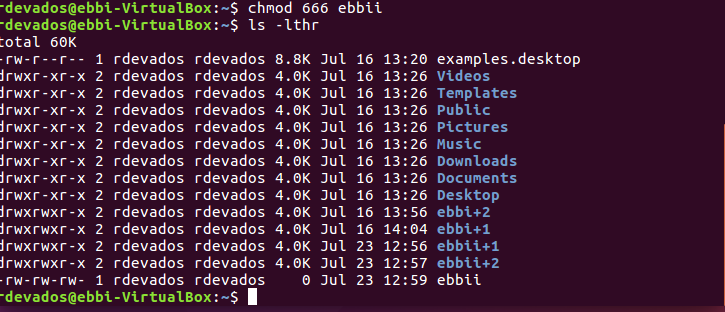 rdevados@ebbi-VirtualBox:~$ chmod 666 ebbii
rdevados@ebbi-VirtualBox:~$ ls -lthr
total 60K
-rw-r--r-- 1 rdevados rdevados 8.8K Jul 16 13:20 examples.desktop
drwxr-xr-x 2 rdevados rdevados 4.0K Jul 16 13:26 Videos
drwxr-xr-x 2 rdevados rdevados 4.0K Jul 16 13:26 Templates
drwxr-xr-x 2 rdevados rdevados 4.0K Jul 16 13:26 Public
drwxr-xr-x 2 rdevados rdevados 4.0K Jul 16 13:26 Pictures
drwxr-xr-x 2 rdevados rdevados 4.0K Jul 16 13:26 Music
drwxr-xr-x 2 rdevados rdevados 4.0K Jul 16 13:26 Downloads
drwxr-xr-x 2 rdevados rdevados 4.0K Jul 16 13:26 Documents
drwxr-xr-x 2 rdevados rdevados 4.0K Jul 16 13:26 Desktop
drwxrwxr-x 2 rdevados rdevados 4.0K Jul 16 13:56 ebbi+2
drwxrwxr-x 2 rdevados rdevados 4.0K Jul 16 14:04 ebbi+1
drwxrwxr-x 2 rdevados rdevados 4.0K Jul 23 12:56 ebbii+1
drwxrwxr-x 2 rdevados rdevados 4.0K Jul 23 12:57 ebbii+2
-rw-rw-rw- 1 rdevados rdevados    0 Jul 23 12:59 ebbii
rdevados@ebbi-VirtualBox:~$